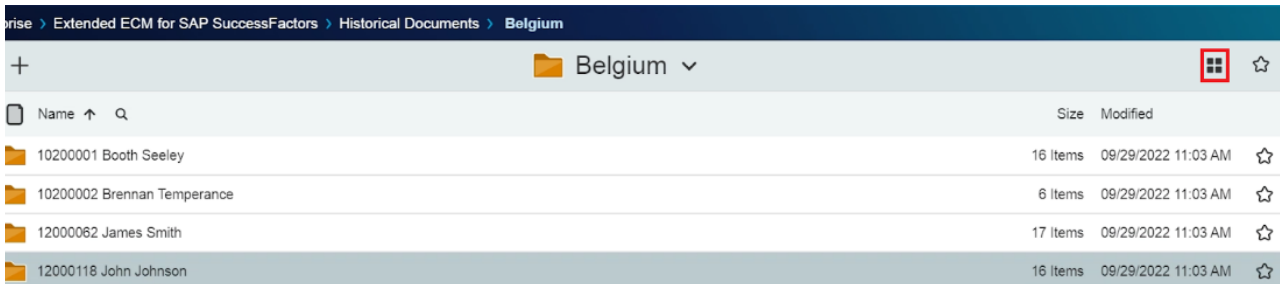 prise > Extended ECM for SAP SuccessFactors > Historical Documents > Belgium
Belgium
Name Size Modified
10200001 Booth Seeley 16 Items 09/29/2022 11:03 AM
10200002 Brennan Temperance 6 Items 09/29/2022 11:03 AM
12000062 James Smith 17 Items 09/29/2022 11:03 AM
12000118 John Johnson 16 Items 09/29/2022 11:03 AM